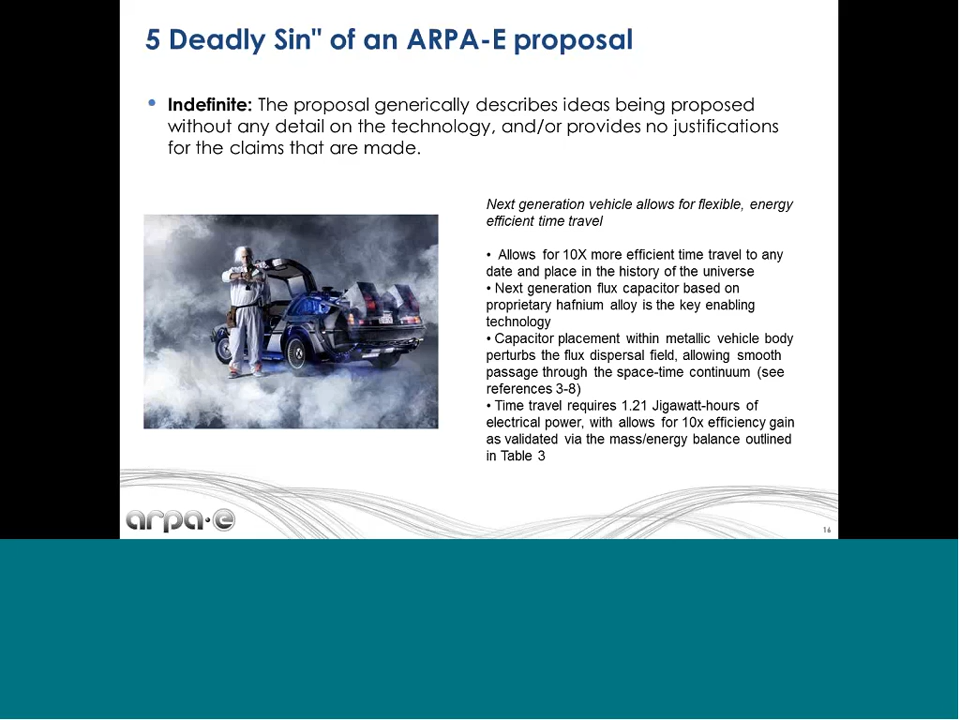 5 Deadly Sin" of an ARPA-E proposal
• Indefinite: The proposal generically describes ideas being proposed
without any detail on the technology, and/or provides no justifications
for the claims that are made.
Next generation vehicle allows for flexible, energy
efficient time travel
• Allows for 10X more efficient time travel to any
date and place in the history of the universe
• Next generation flux capacitor based on
proprietary hafnium alloy is the key enabling
technology
• Capacitor placement within metallic vehicle body
perturbs the flux dispersal field, allowing smooth
passage through the space-time continuum (see
references 3-8)
• Time travel requires 1.21 Jigawatt-hours of
electrical power, with allows for 10x efficiency gain
as validated via the mass/energy balance outlined
in Table 3
arpa·e
16